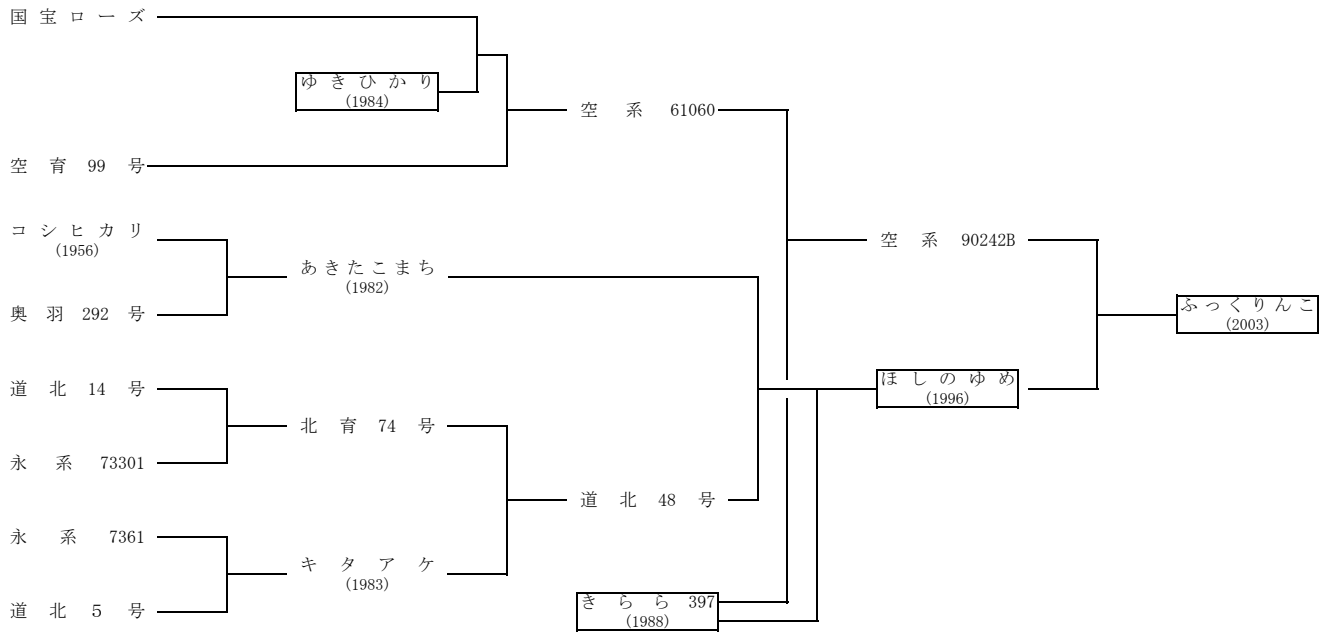 国宝ローズ
ゆきひかり
(1984)
空系 61060
空育 99 号
コシヒカリ
(1956)
空系 90242B
あきたこまち
(1982)
奥羽 292 号
ふっくりんこ
(2003)
道北 14 号
ほしのゆめ
(1996)
北育 74 号
永系 73301
道北 48 号
永系 7361
キタアケ
(1983)
道北 5 号
きらら 397
(1988)